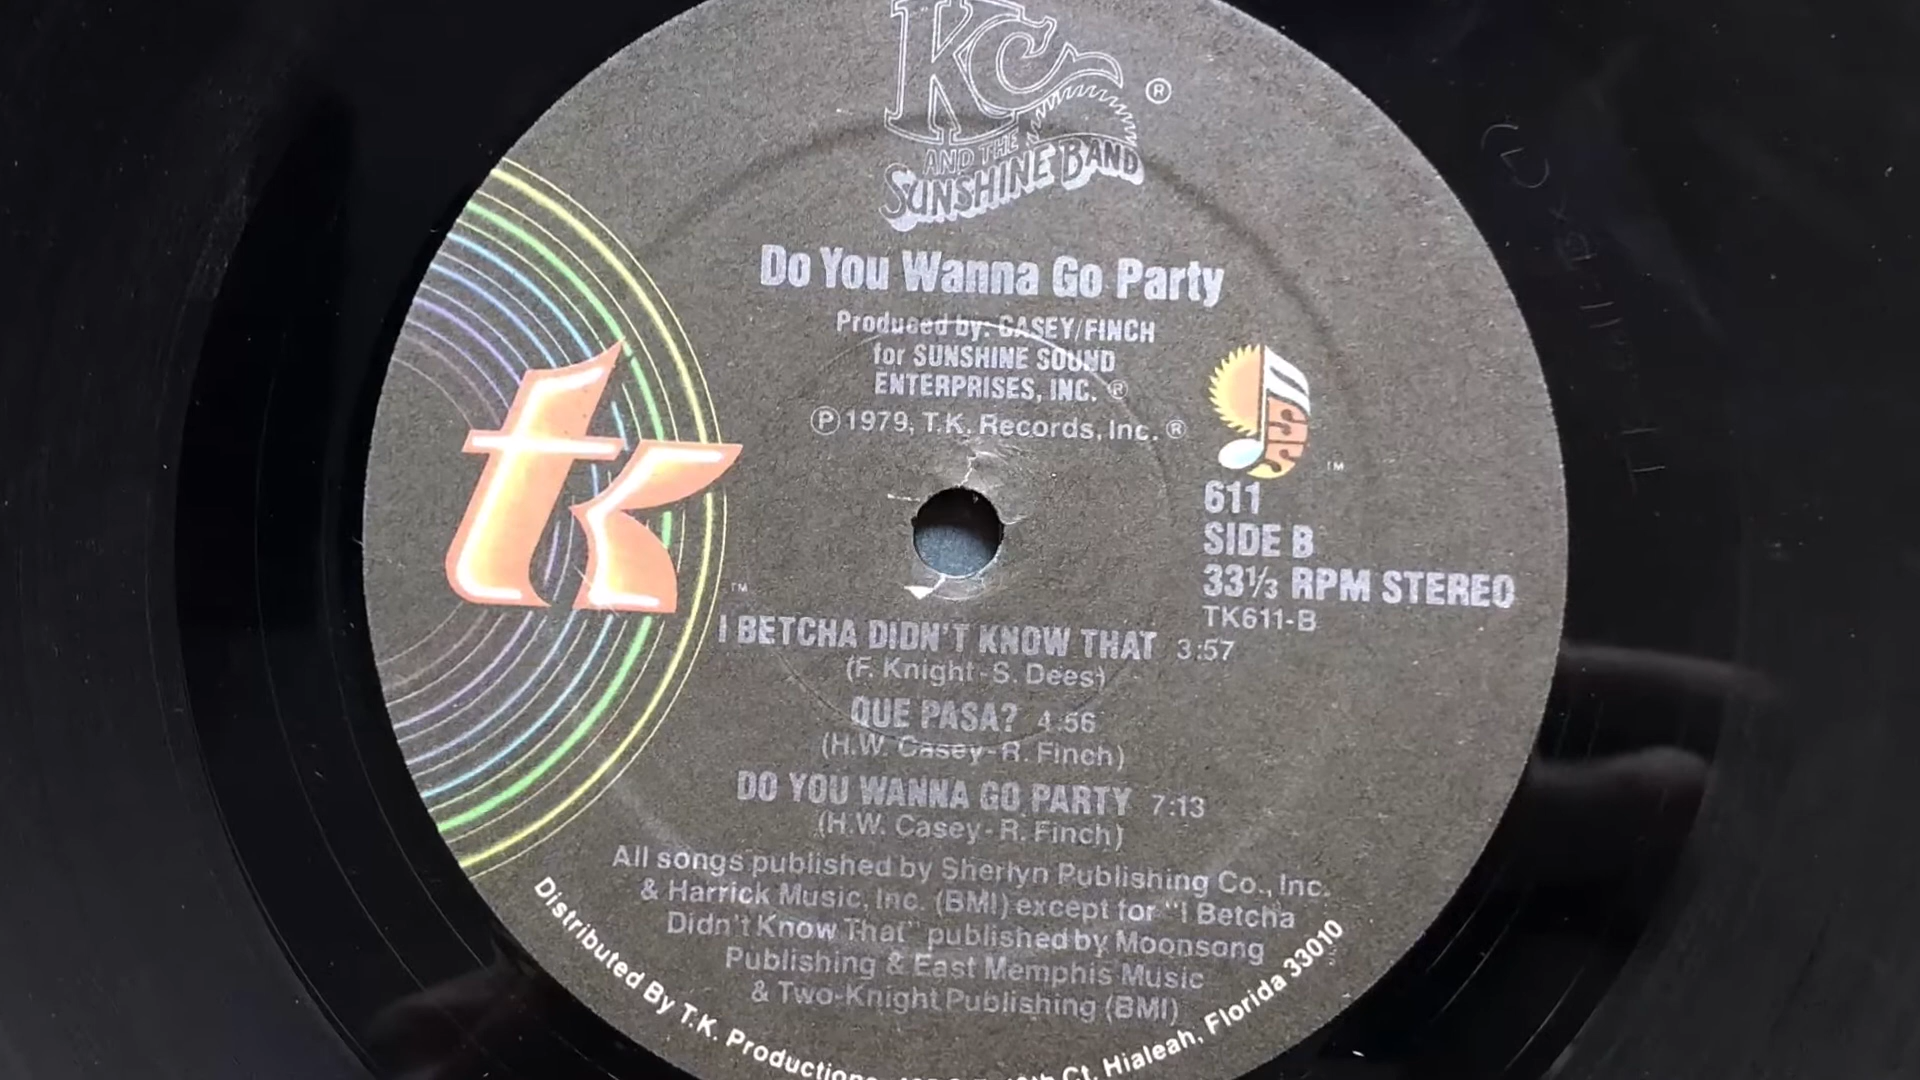 KC
AND THE
SUNSHINE BAND ®
Do You Wanna Go Party
Produced by: CASEY/FINCH
for SUNSHINE SOUND
ENTERPRISES, INC. ®
Ⓟ 1979, T.K. Records, Inc. ®
tk ™
SS ™
611
SIDE B
33⅓ RPM STEREO
TK611-B
I BETCHA DIDN'T KNOW THAT 3:57
(F. Knight-S. Dees)
QUE PASA? 4:56
(H.W. Casey-R. Finch)
DO YOU WANNA GO PARTY 7:13
(H.W. Casey-R. Finch)
All songs published by Sherlyn Publishing Co., Inc.
& Harrick Music, Inc. (BMI) except for "I Betcha
Didn't Know That" published by Moonsong
Publishing & East Memphis Music
& Two-Knight Publishing (BMI)
Distributed By T.K. Productions, Ct. Hialeah, Florida 33010